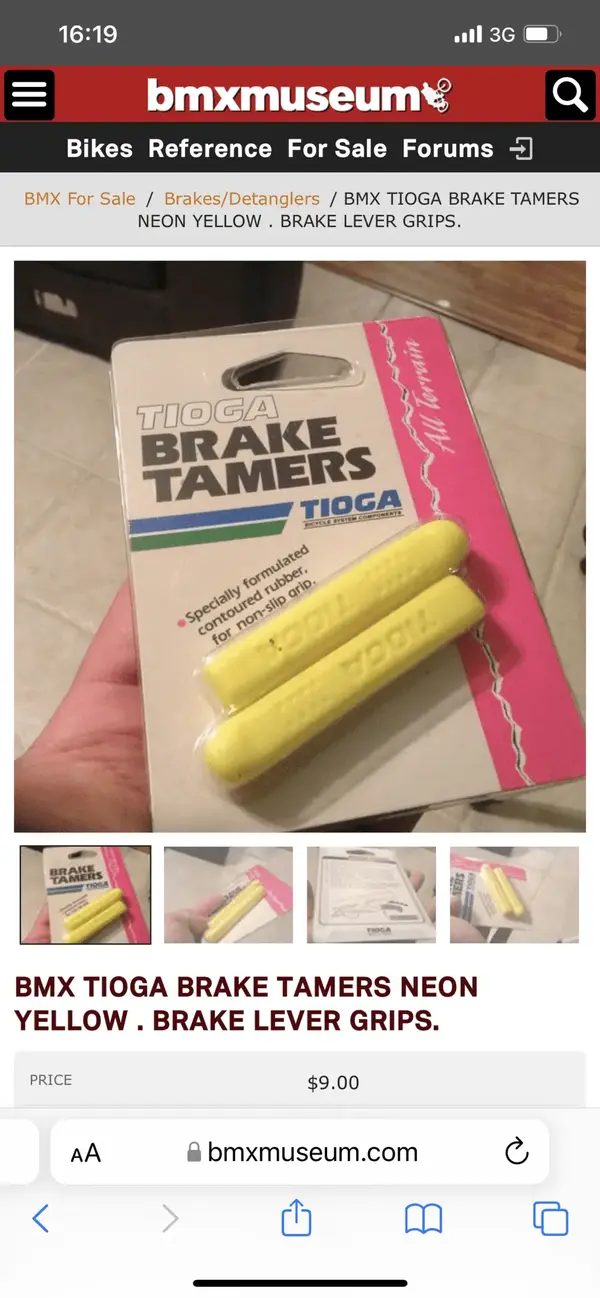 16:19
3G
bmxmuseum
Bikes Reference For Sale Forums
BMX For Sale / Brakes/Detanglers / BMX TIOGA BRAKE TAMERS
NEON YELLOW . BRAKE LEVER GRIPS.
All Terrain
TIOGA
BRAKE
TAMERS
TIOGA
BICYCLE SYSTEM COMPONENTS
Specially formulated
contoured rubber,
for non-slip grip.
TIOGA
TIOGA
BRAKE
TAMERS
TIOGA
TIOGA
BMX TIOGA BRAKE TAMERS NEON
YELLOW . BRAKE LEVER GRIPS.
PRICE
$9.00
AA
bmxmuseum.com